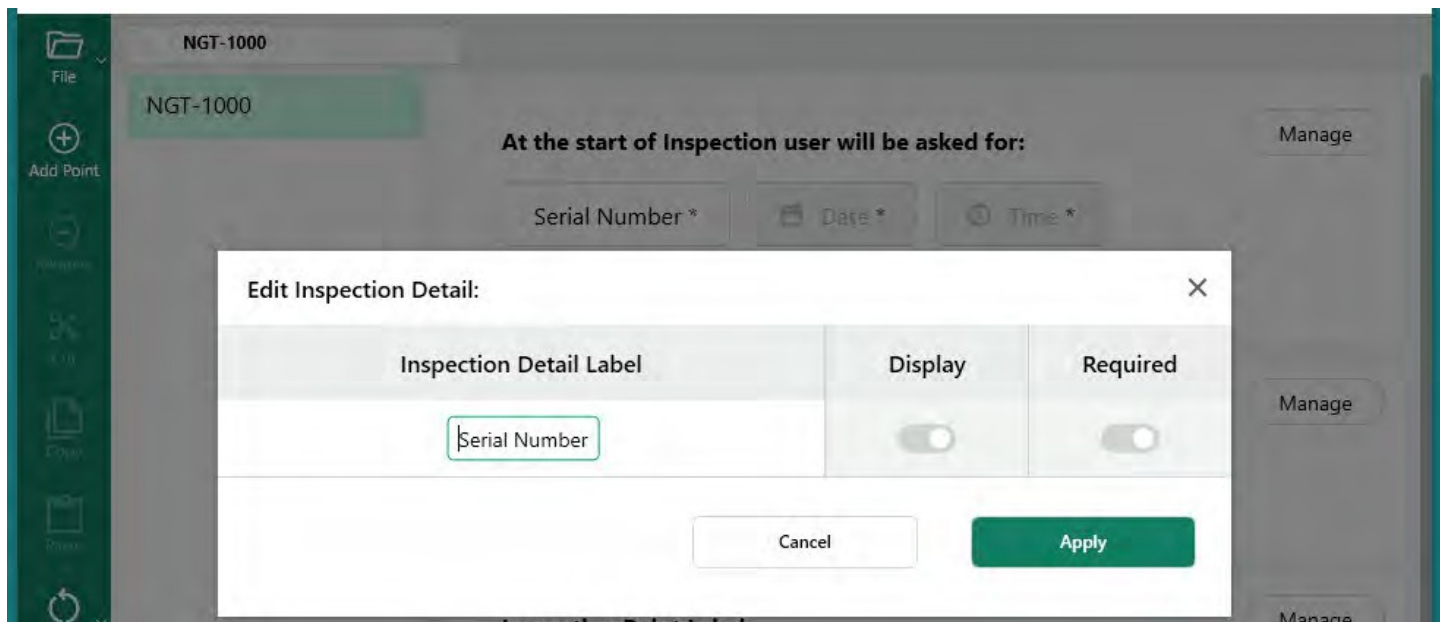 File
NGT-1000
NGT-1000
Add Point
At the start of Inspection user will be asked for:
Manage
Serial Number *
Date *
Time *
Edit Inspection Detail:
Inspection Detail Label
Display
Required
Serial Number
Manage
Copy
Cancel
Apply
Manage